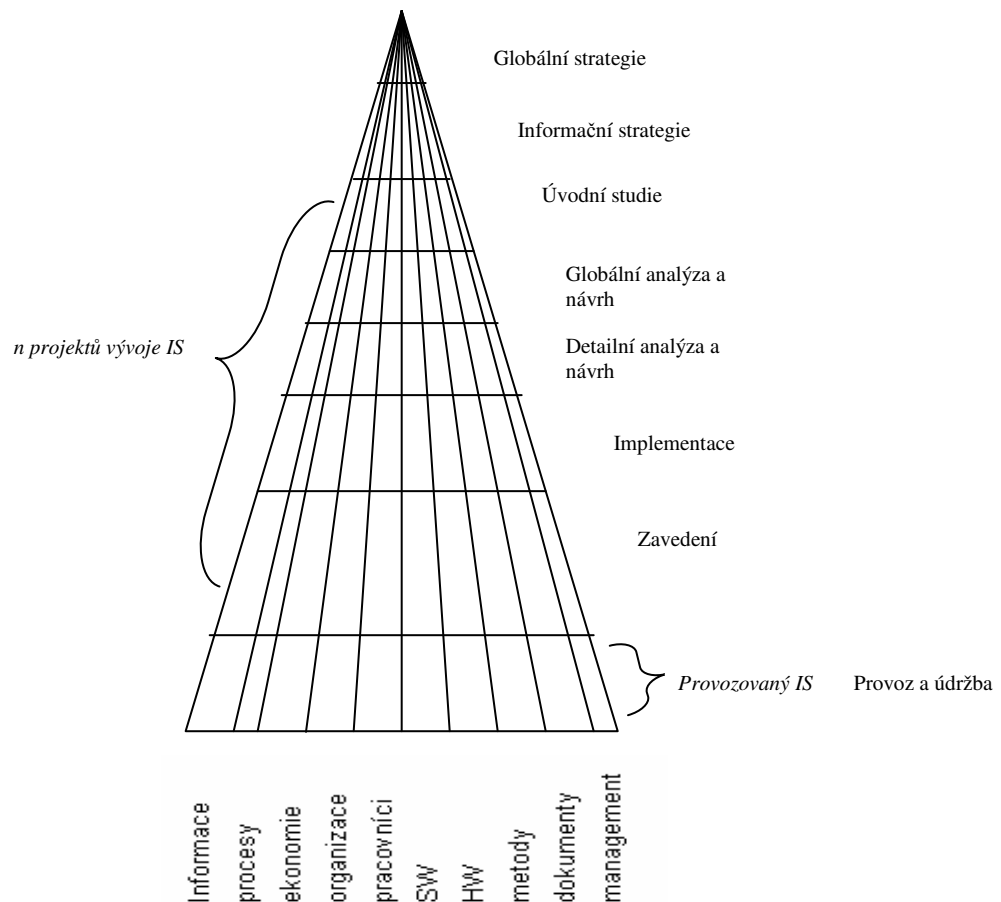 Globální strategie
Informační strategie
Úvodní studie
Globální analýza a
návrh
n projektů vývoje IS
Detailní analýza a
návrh
Implementace
Zavedení
Provozovaný IS
Provoz a údržba
Informace
procesy
ekonomie
organizace
pracovníci
SW
HW
metody
dokumenty
management